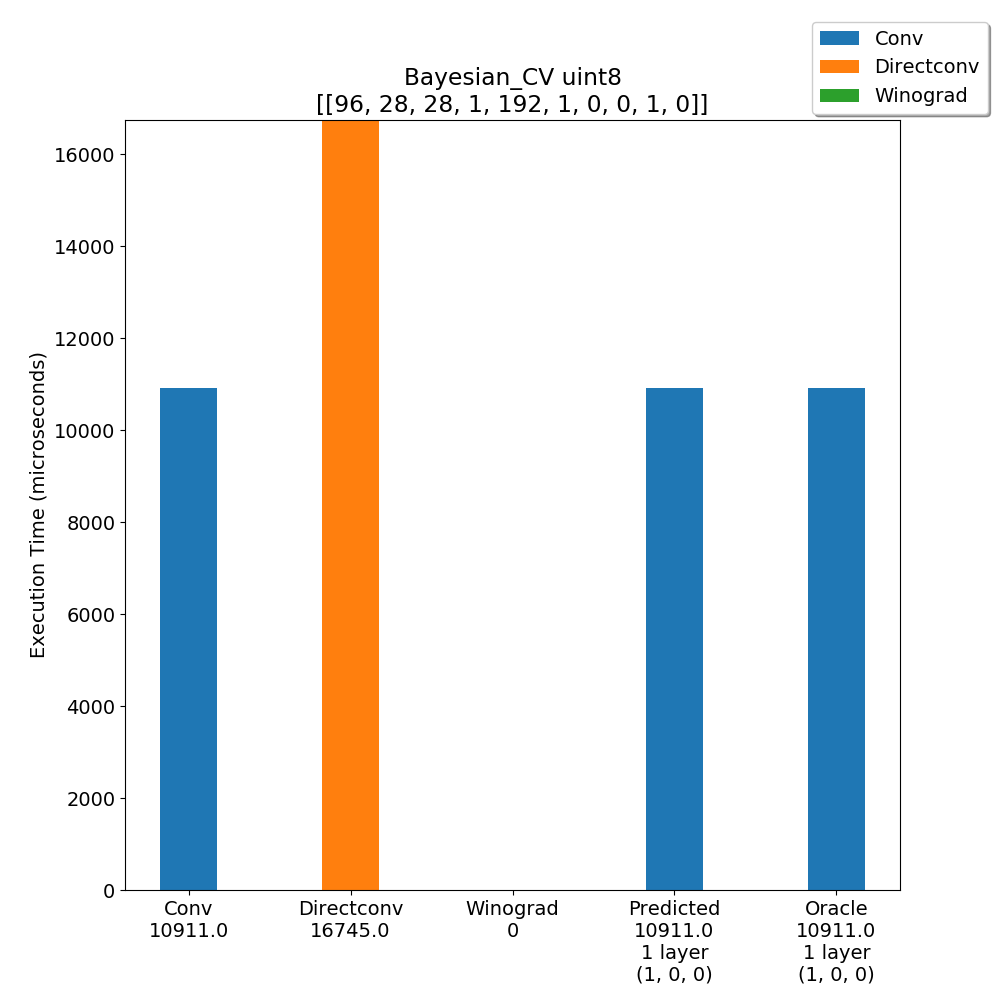 Conv
Directconv
Winograd
Bayesian_CV uint8
[[96, 28, 28, 1, 192, 1, 0, 0, 1, 0]]
Execution Time (microseconds)
16000
14000
12000
10000
8000
6000
4000
2000
0
Conv
10911.0
Directconv
16745.0
Winograd
0
Predicted
10911.0
1 layer
(1, 0, 0)
Oracle
10911.0
1 layer
(1, 0, 0)